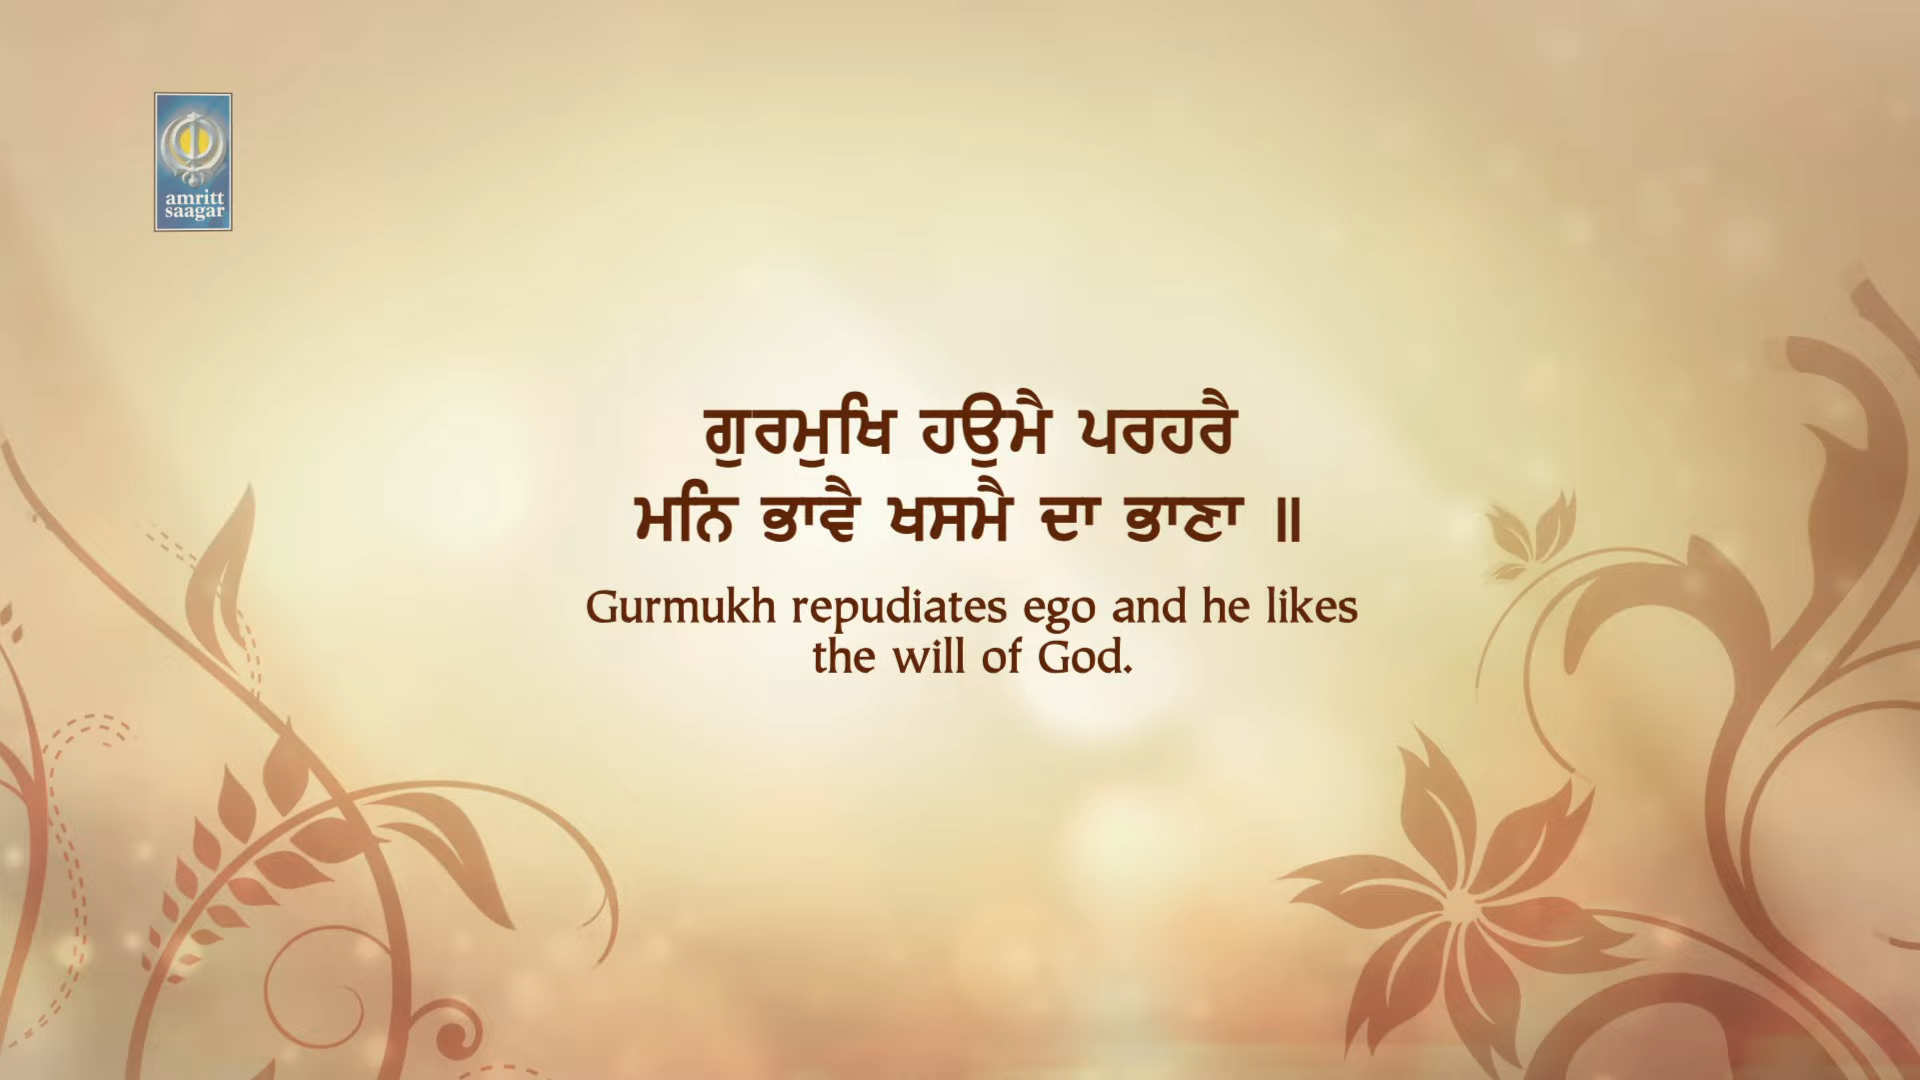 amritt
saagar
ਗੁਰਮੁਖਿ ਹਉਮੈ ਪਰਹਰੈ
ਮਨਿ ਭਾਵੈ ਖਸਮੈ ਦਾ ਭਾਣਾ ॥
Gurmukh repudiates ego and he likes
the will of God.